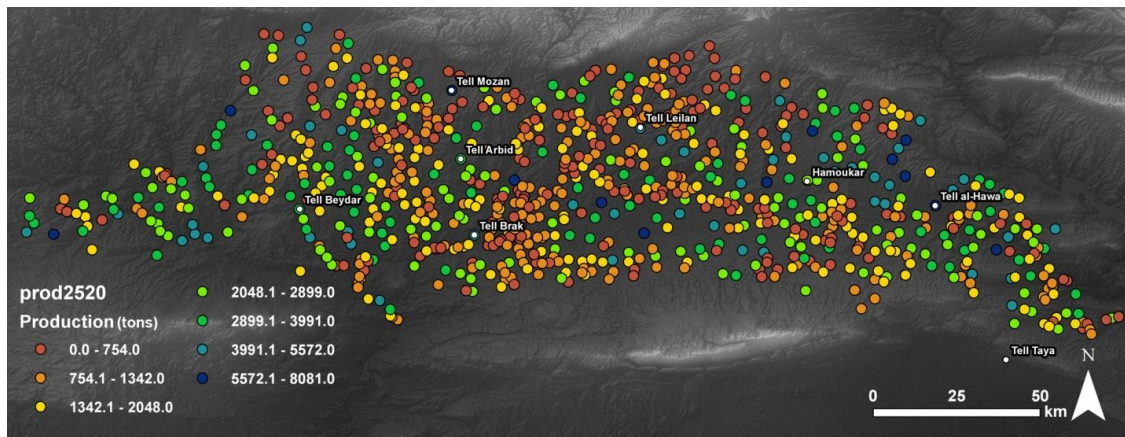 Tell Mozan
Tell Leilan
Tell Arbid
Hamoukar
Tell Beydar
Tell al-Hawa
Tell Brak
prod2520
Production (tons)
0.0 - 754.0
754.1 - 1342.0
1342.1 - 2048.0
2048.1 - 2899.0
2899.1 - 3991.0
3991.1 - 5572.0
5572.1 - 8081.0
Tell Taya
N
0 25 50
km